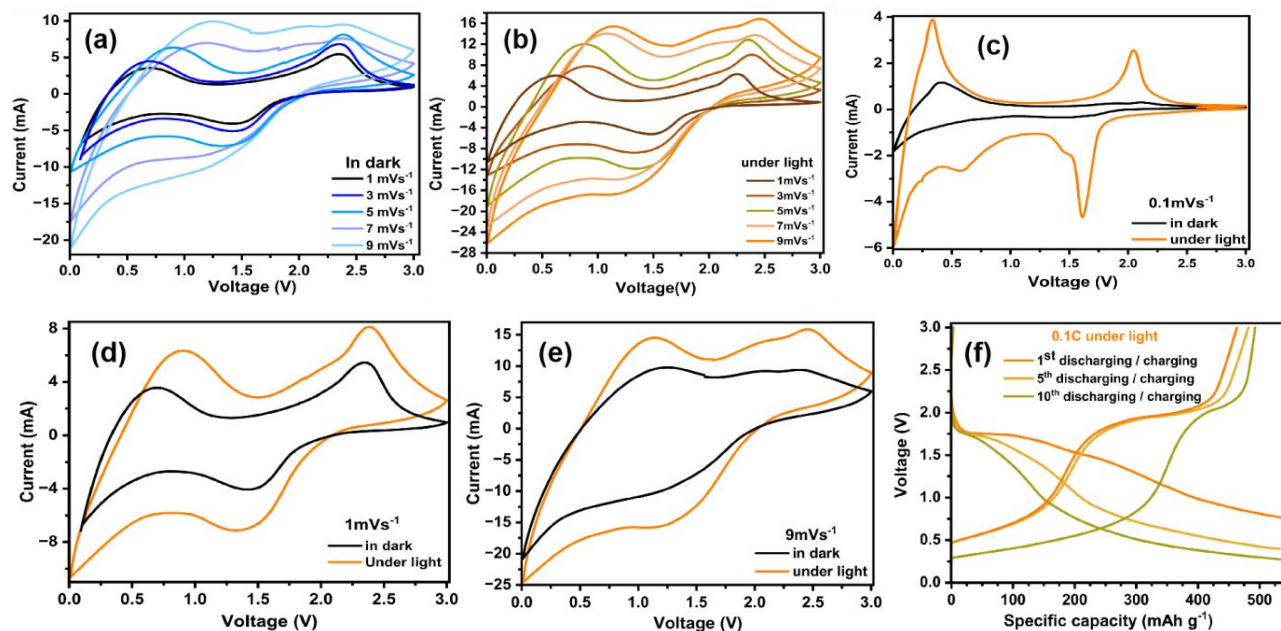 (a)
In dark
1 mVs⁻¹
3 mVs⁻¹
5 mVs⁻¹
7 mVs⁻¹
9 mVs⁻¹
10
5
0
−5
−10
−15
−20
0.0 0.5 1.0 1.5 2.0 2.5 3.0
Current (mA)
Voltage (V)
(b)
under light
1mVs⁻¹
3mVs⁻¹
5mVs⁻¹
7mVs⁻¹
9mVs⁻¹
16
12
8
4
0
-4
-8
-12
-16
-20
-24
-28
0.0 0.5 1.0 1.5 2.0 2.5 3.0
Current (mA)
Voltage(V)
(c)
0.1mVs⁻¹
in dark
under light
4
2
0
−2
−4
−6
0.0 0.5 1.0 1.5 2.0 2.5 3.0
Current (mA)
Voltage (V)
(d)
1mVs⁻¹
in dark
Under light
8
4
0
−4
−8
0.0 0.5 1.0 1.5 2.0 2.5 3.0
Current (mA)
Voltage (V)
(e)
9mVs⁻¹
in dark
under light
20
15
10
5
0
-5
-10
-15
-20
-25
0.0 0.5 1.0 1.5 2.0 2.5 3.0
Current (mA)
Voltage (V)
(f)
0.1C under light
1st discharging / charging
5th discharging / charging
10th discharging / charging
3.0
2.5
2.0
1.5
1.0
0.5
0.0
0 100 200 300 400 500
Voltage (V)
Specific capacity (mAh g⁻¹)